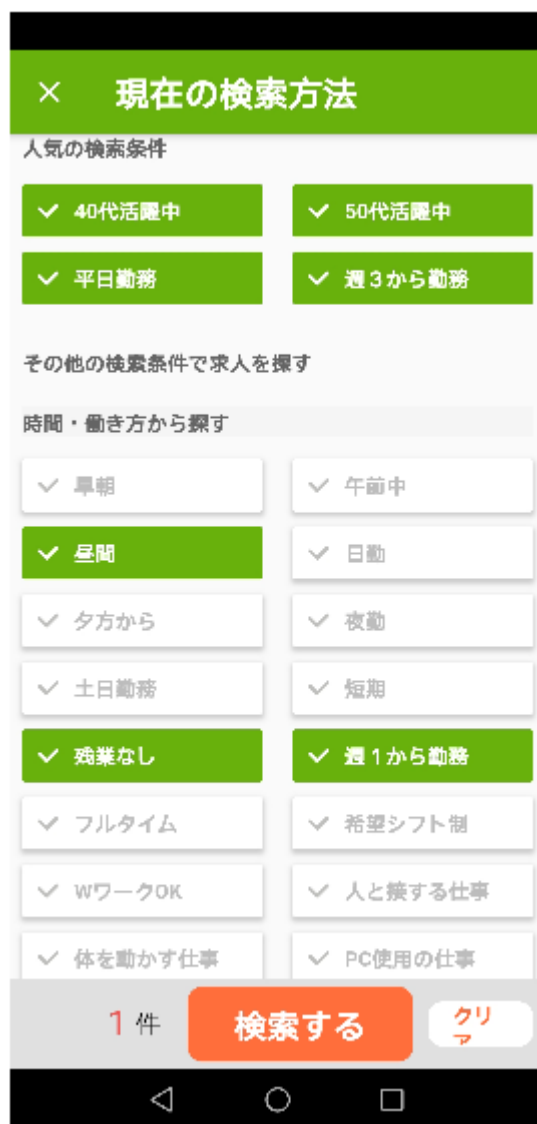 現在の検索方法
人気の検索条件
40代活躍中
50代活躍中
平日勤務
週3から勤務
その他の検索条件で求人を探す
時間・働き方から探す
早朝
午前中
昼間
日勤
夕方から
夜勤
土日勤務
短期
残業なし
週1から勤務
フルタイム
希望シフト制
WワークOK
人と接する仕事
体を動かす仕事
PC使用の仕事
1 件
検索する
クリ
ア